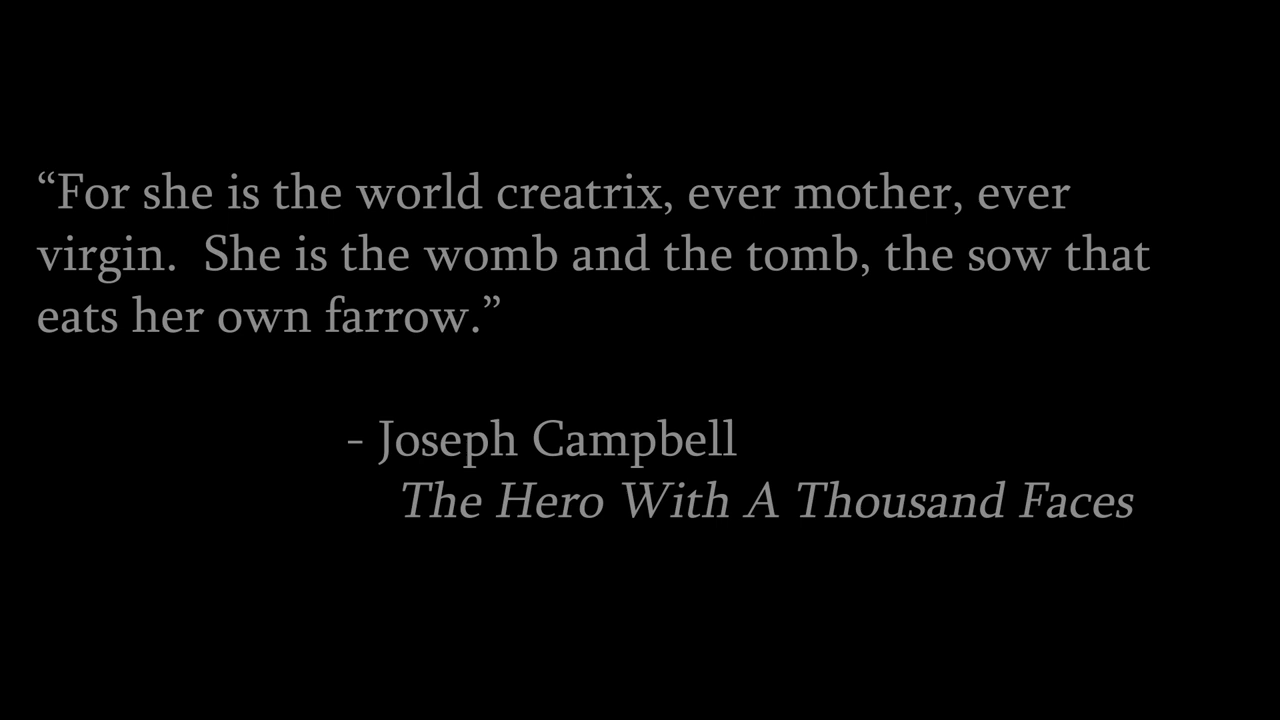 “For she is the world creatrix, ever mother, ever
virgin.  She is the womb and the tomb, the sow that
eats her own farrow.”
- Joseph Campbell
The Hero With A Thousand Faces